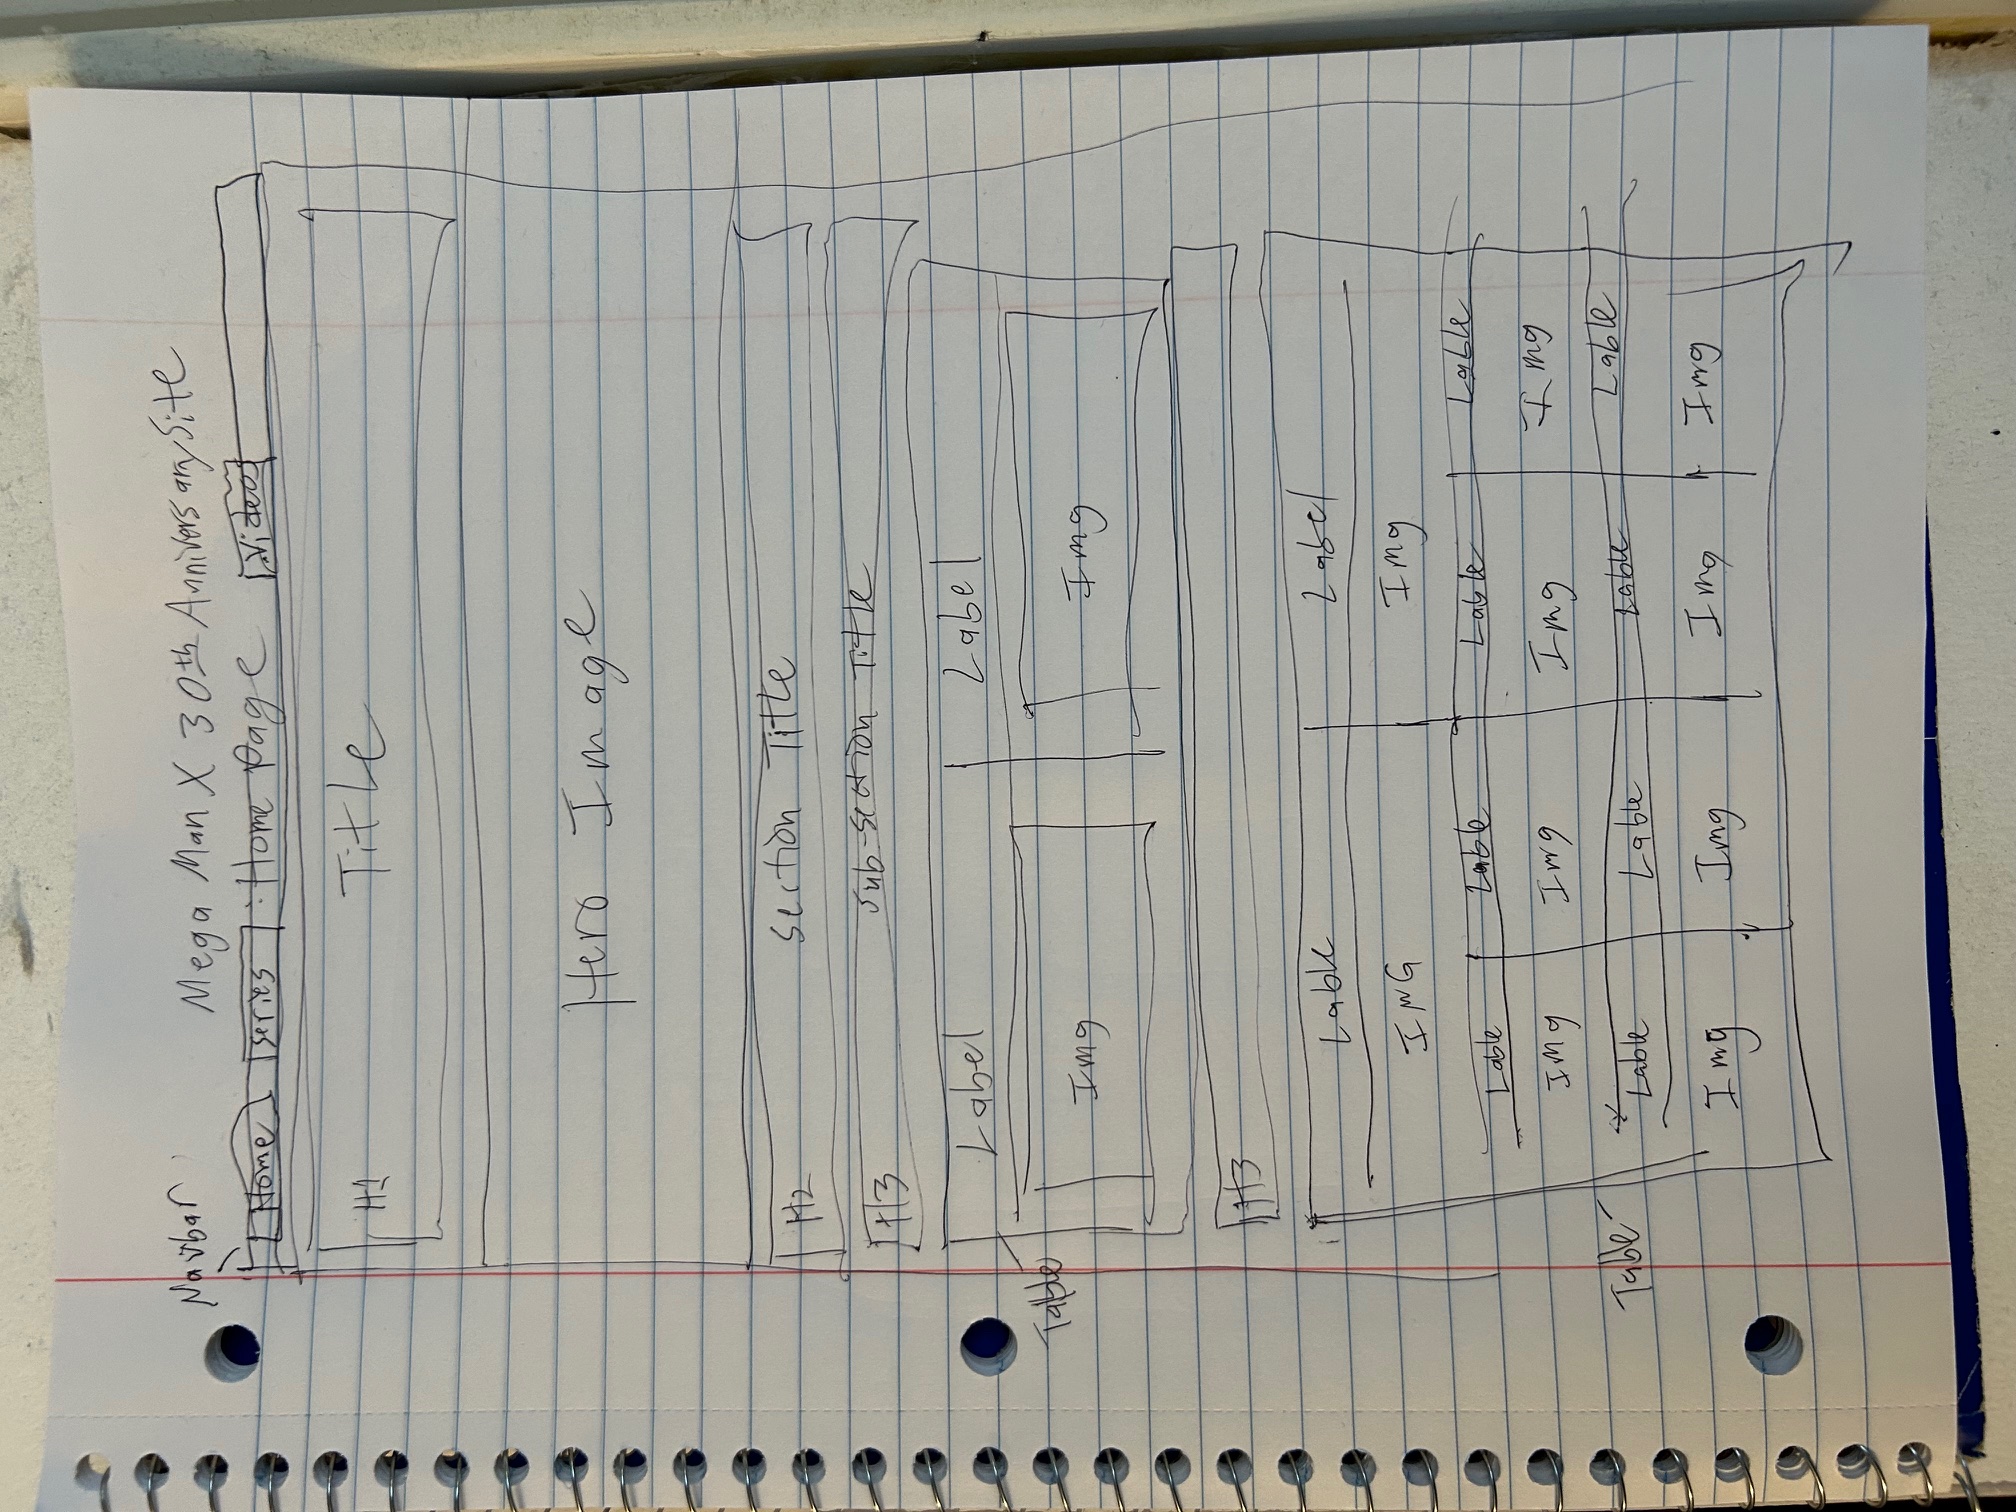 Navbar
Mega Man X 30th Anniversary Site
: Home Page
Home series Videos
H1 Title
Hero Image
H2 Section Title
H3 Sub-section Title
Label Label
Table
Img Img
H3
Lable Label
IMG Img
Lable Lable Lable Lable
Img Img Img Img
Table
Lable Lable Lable Lable
Img Img Img Img